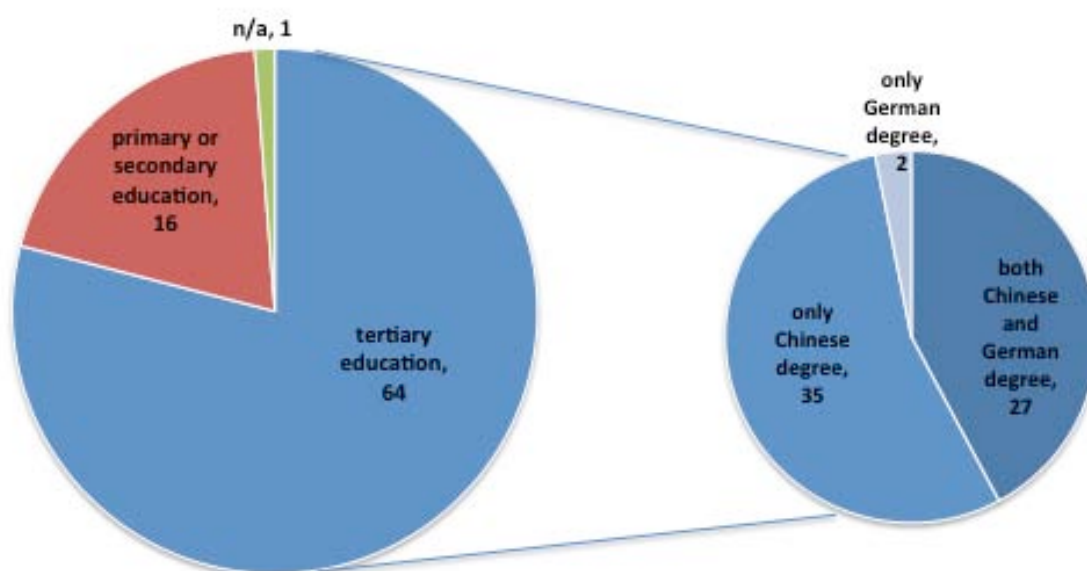 n/a, 1
primary or
secondary
education,
16
tertiary
education,
64
only
German
degree,
2
only
Chinese
degree,
35
both
Chinese
and
German
degree,
27